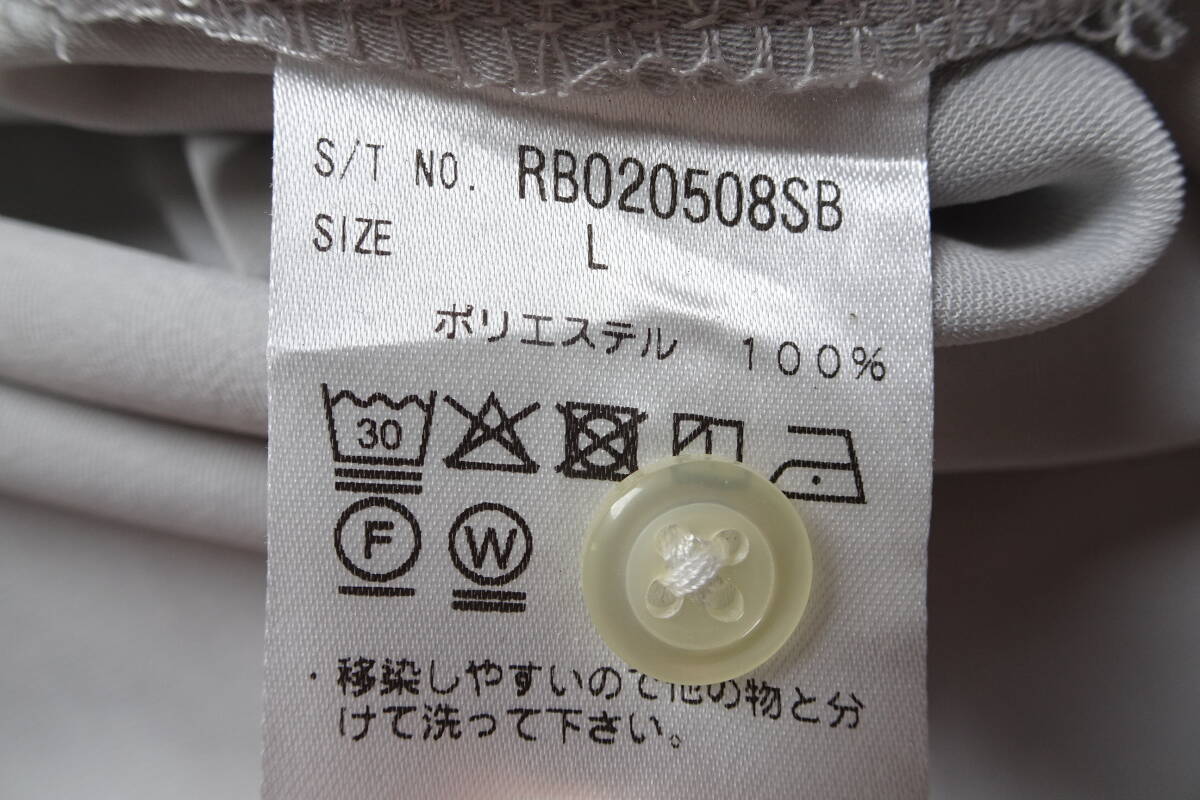 S/T NO. RB020508SB
SIZE L
ポリエステル 100%
30
F W
・移染しやすいので他の物と分
けて洗って下さい。